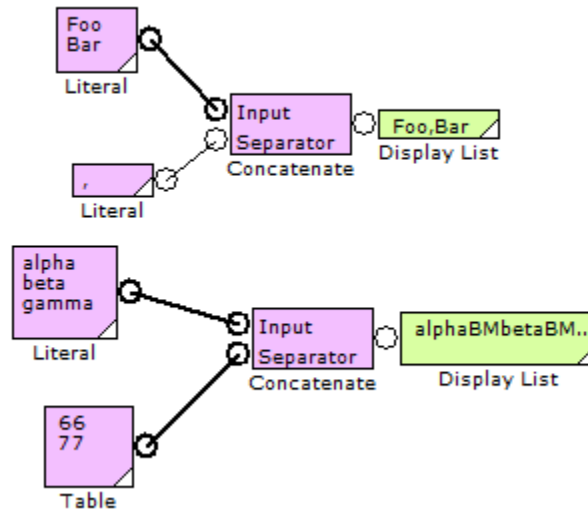 Foo
Bar
Literal
Input
Separator
Concatenate
Foo,Bar
Display List
,
Literal
alpha
beta
gamma
Literal
Input
Separator
Concatenate
alphaBMbetaBM..
Display List
66
77
Table